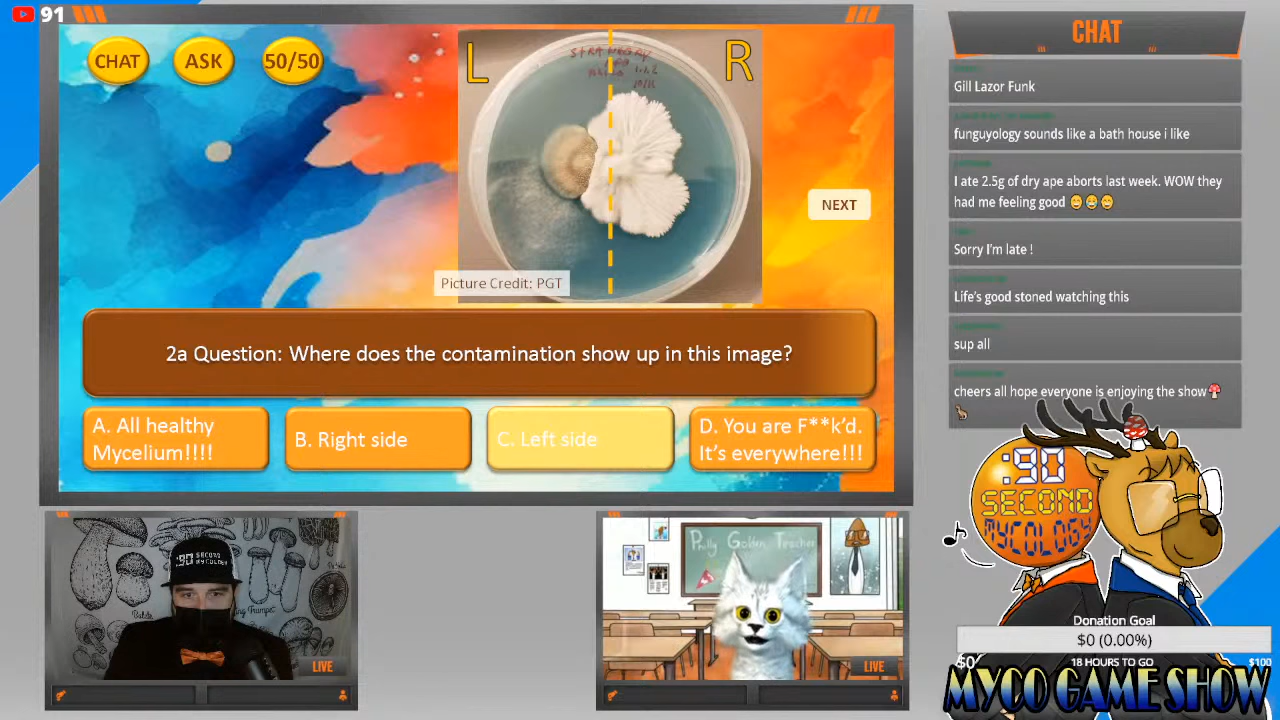 91
CHAT
ASK
50/50
L
R
NEXT
Picture Credit: PGT
2a Question: Where does the contamination show up in this image?
A. All healthy
Mycelium!!!!
B. Right side
C. Left side
D. You are F**k'd.
It's everywhere!!!
CHAT
Gill Lazor Funk
funguyology sounds like a bath house i like
I ate 2.5g of dry ape aborts last week. WOW they
had me feeling good
Sorry I'm late !
Life's good stoned watching this
sup all
cheers all hope everyone is enjoying the show
:90
SECOND
MYCOLOGY
Donation Goal
$0 (0.00%)
$0
18 HOURS TO GO
$100
MYCO GAME SHOW
:90 SECOND
MYCOLOGY
LIVE
Philly Golden Teacher
LIVE